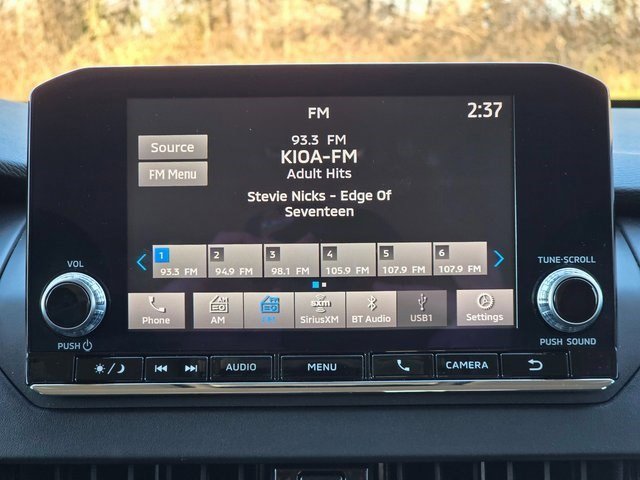 FM
2:37
Source
93.3 FM
FM Menu
KIOA-FM
Adult Hits
Stevie Nicks - Edge Of
Seventeen
1 2 3 4 5 6
93.3 FM 94.9 FM 98.1 FM 105.9 FM 107.9 FM 107.9 FM
VOL
TUNE·SCROLL
sxm
Phone AM FM SiriusXM BT Audio USB1 Settings
PUSH
PUSH SOUND
AUDIO MENU CAMERA